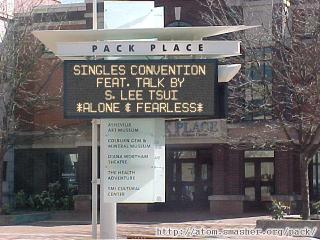 PACK PLACE
SINGLES CONVENTION
FEAT. TALK BY
S. LEE TSUI
*ALONE & FEARLESS*
ASHEVILLE
ART MUSEUM
COLBURN GEM &
MINERAL MUSEUM
DIANA WORTHAM
THEATRE
THE HEALTH
ADVENTURE
YMI CULTURAL
CENTER
K PLACE
http://atom.smasher.org/pack/